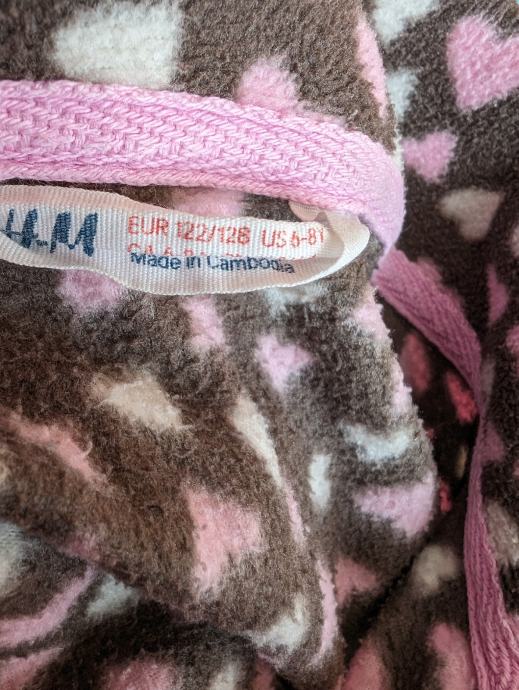 H&M EUR 122/128 US 6-8Y
Made in Cambodia